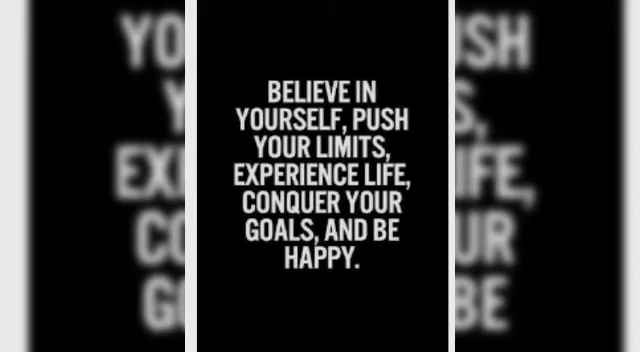 BELIEVE IN
YOURSELF, PUSH
YOUR LIMITS,
EXPERIENCE LIFE,
CONQUER YOUR
GOALS, AND BE
HAPPY.